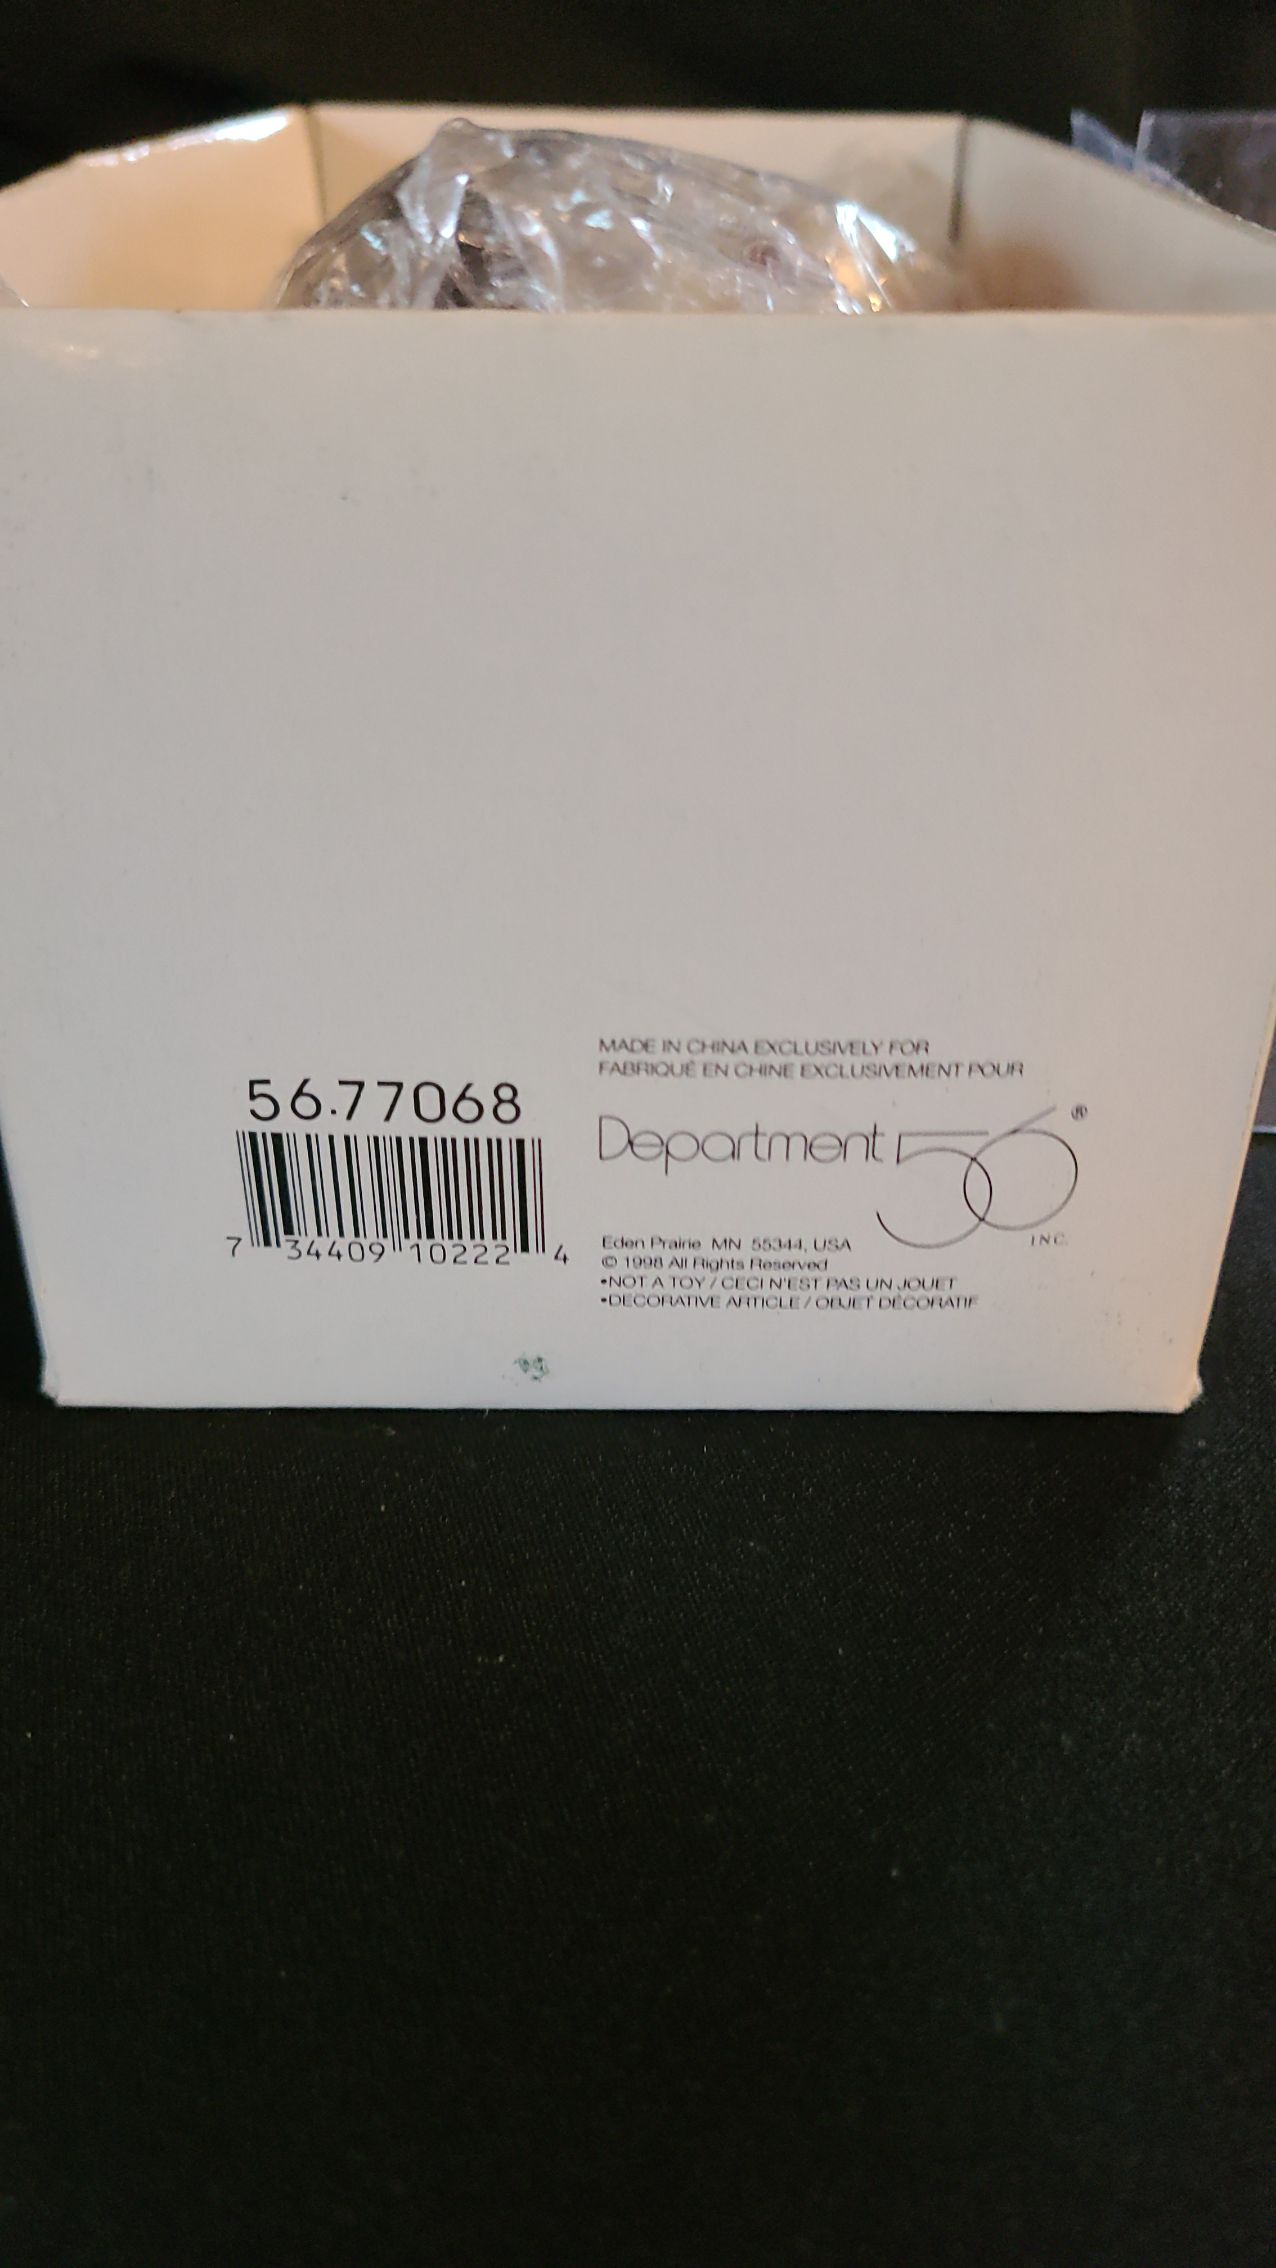 56.77068
7 34409 10222 4
MADE IN CHINA EXCLUSIVELY FOR
FABRIQUÉ EN CHINE EXCLUSIVEMENT POUR
Department 56®
INC.
Eden Prairie MN 55344, USA
© 1998 All Rights Reserved
•NOT A TOY / CECI N'EST PAS UN JOUET
•DECORATIVE ARTICLE / OBJET DÉCORATIF